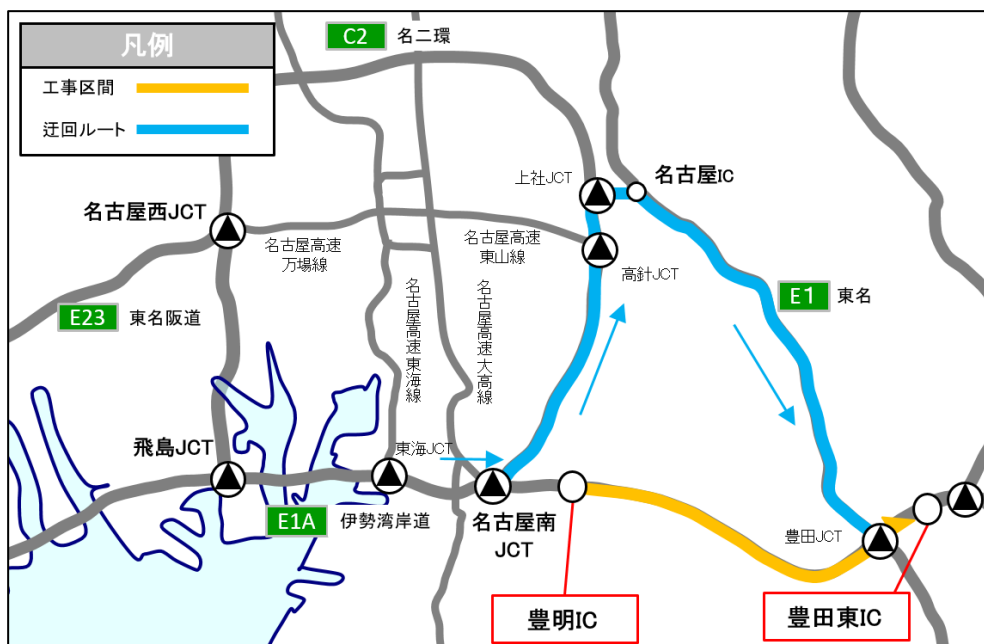 凡例
工事区間
迂回ルート
C2 名二環
上社JCT
名古屋IC
名古屋西JCT
名古屋高速
万場線
名古屋高速
東山線
高針JCT
E1 東名
E23 東名阪道
名古屋高速東海線
名古屋高速大高線
飛島JCT
東海JCT
E1A 伊勢湾岸道
名古屋南
JCT
豊田JCT
豊明IC
豊田東IC